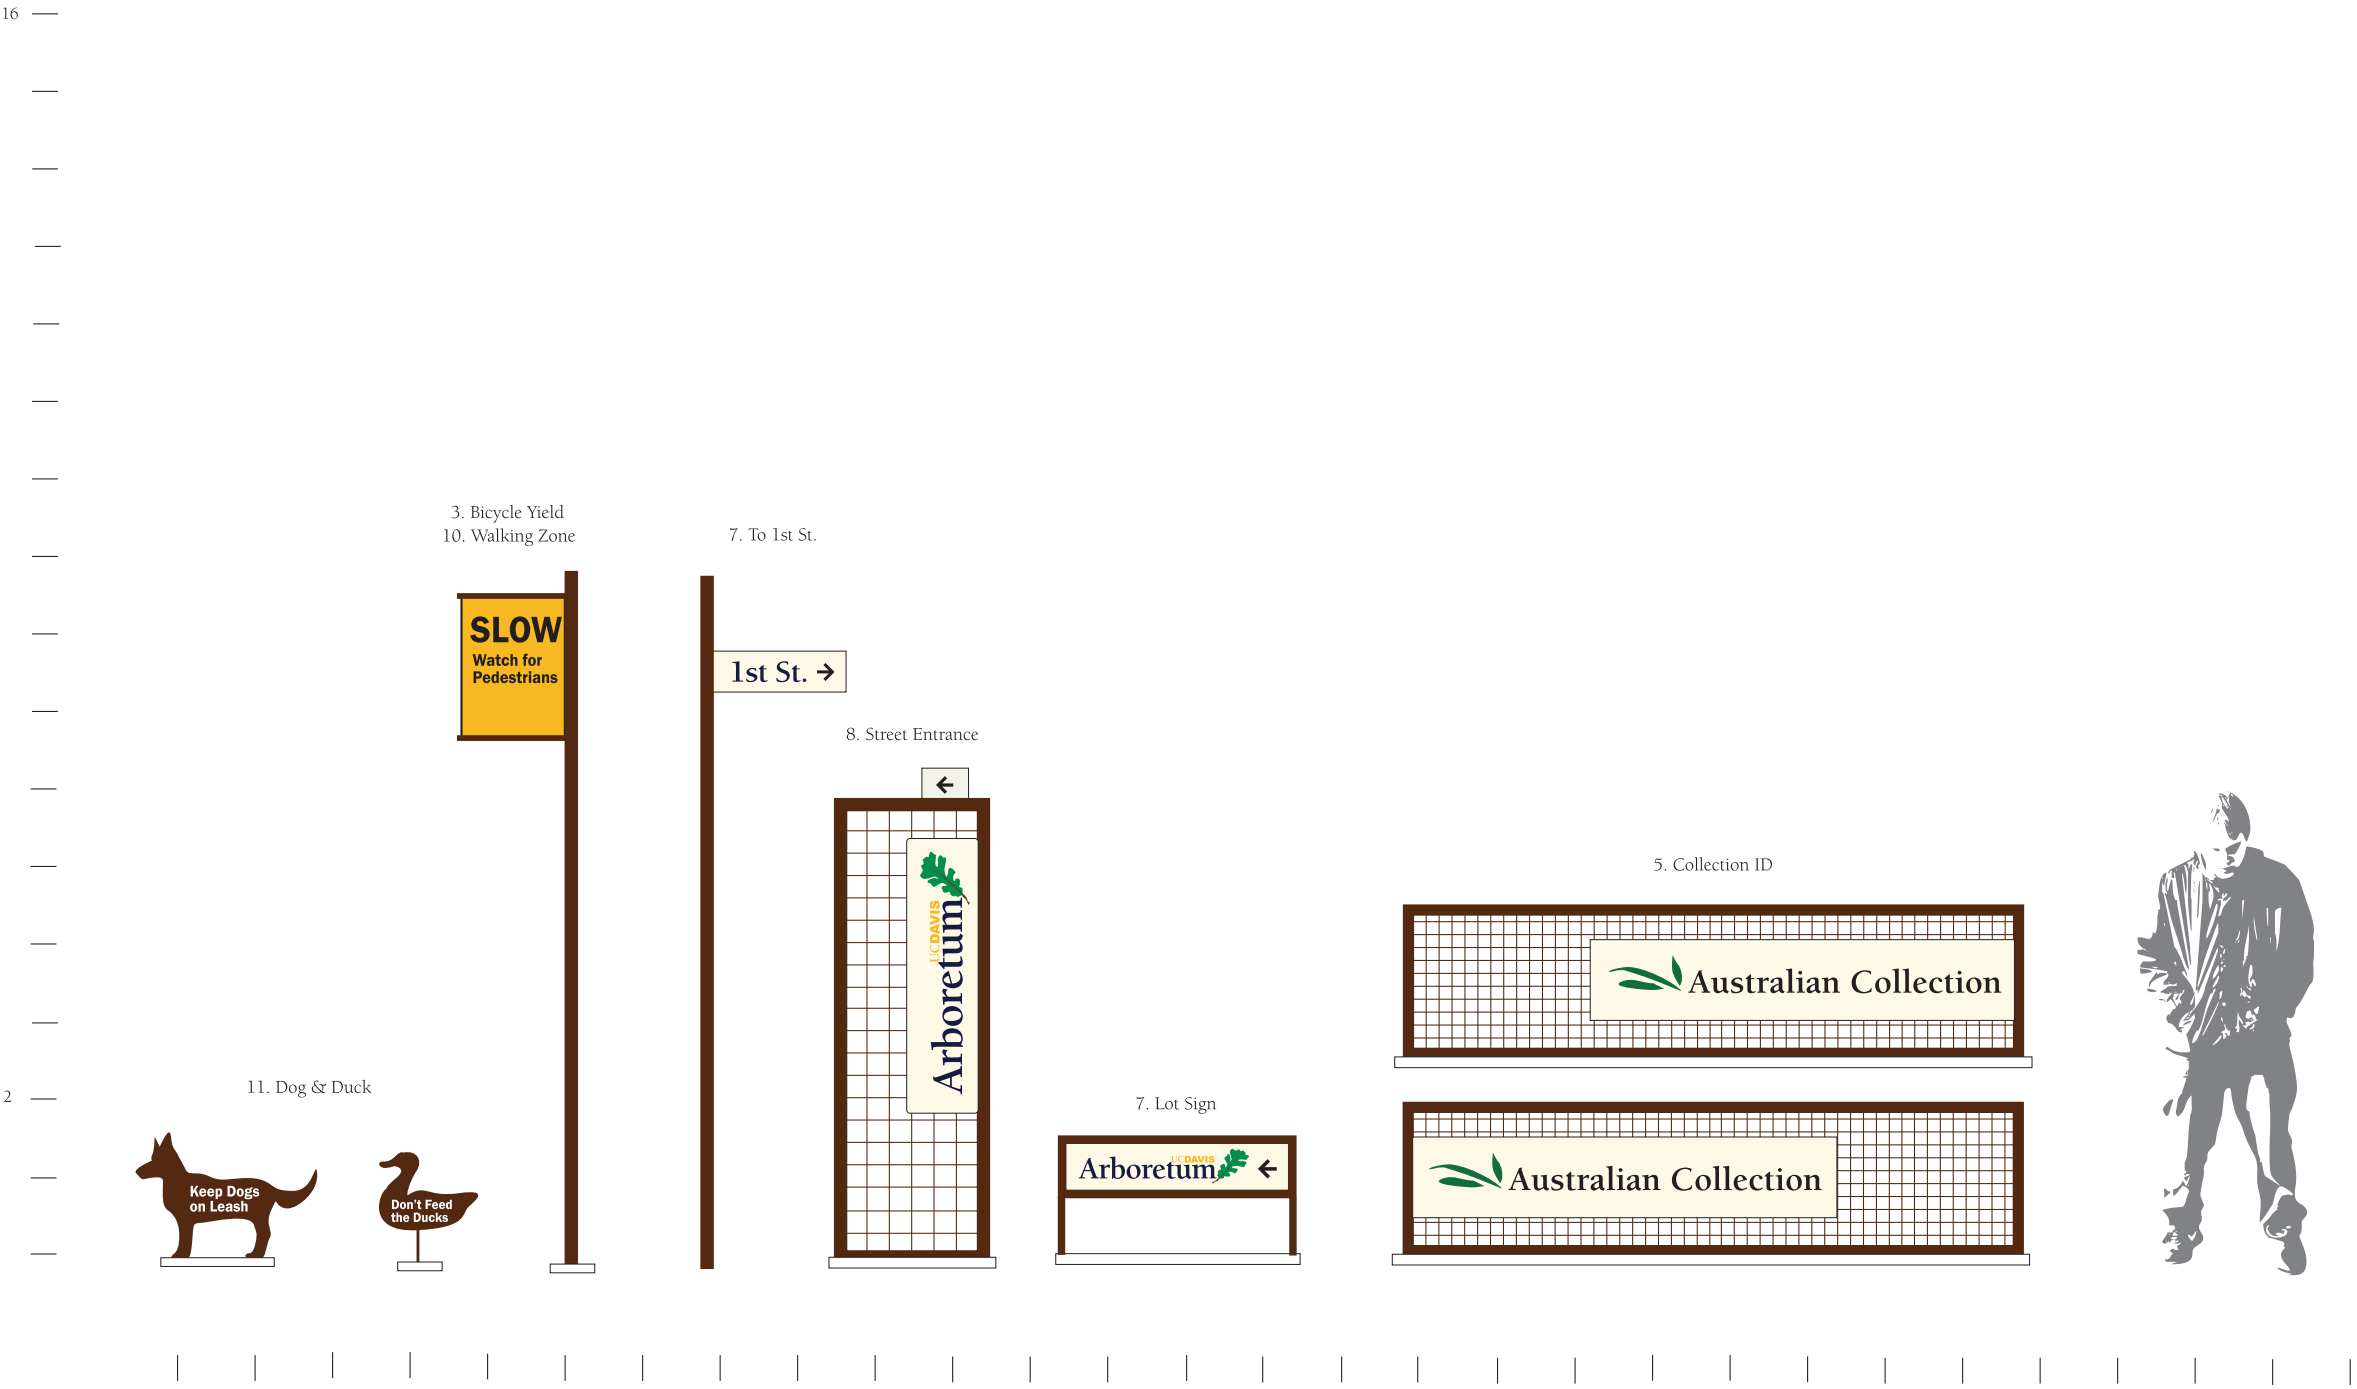 16
3. Bicycle Yield
10. Walking Zone
7. To 1st St.
SLOW
Watch for
Pedestrians
1st St.
8. Street Entrance
UCDAVIS
Arboretum
5. Collection ID
Australian Collection
2
11. Dog & Duck
Keep Dogs
on Leash
Don't Feed
the Ducks
7. Lot Sign
UCDAVIS
Arboretum
Australian Collection